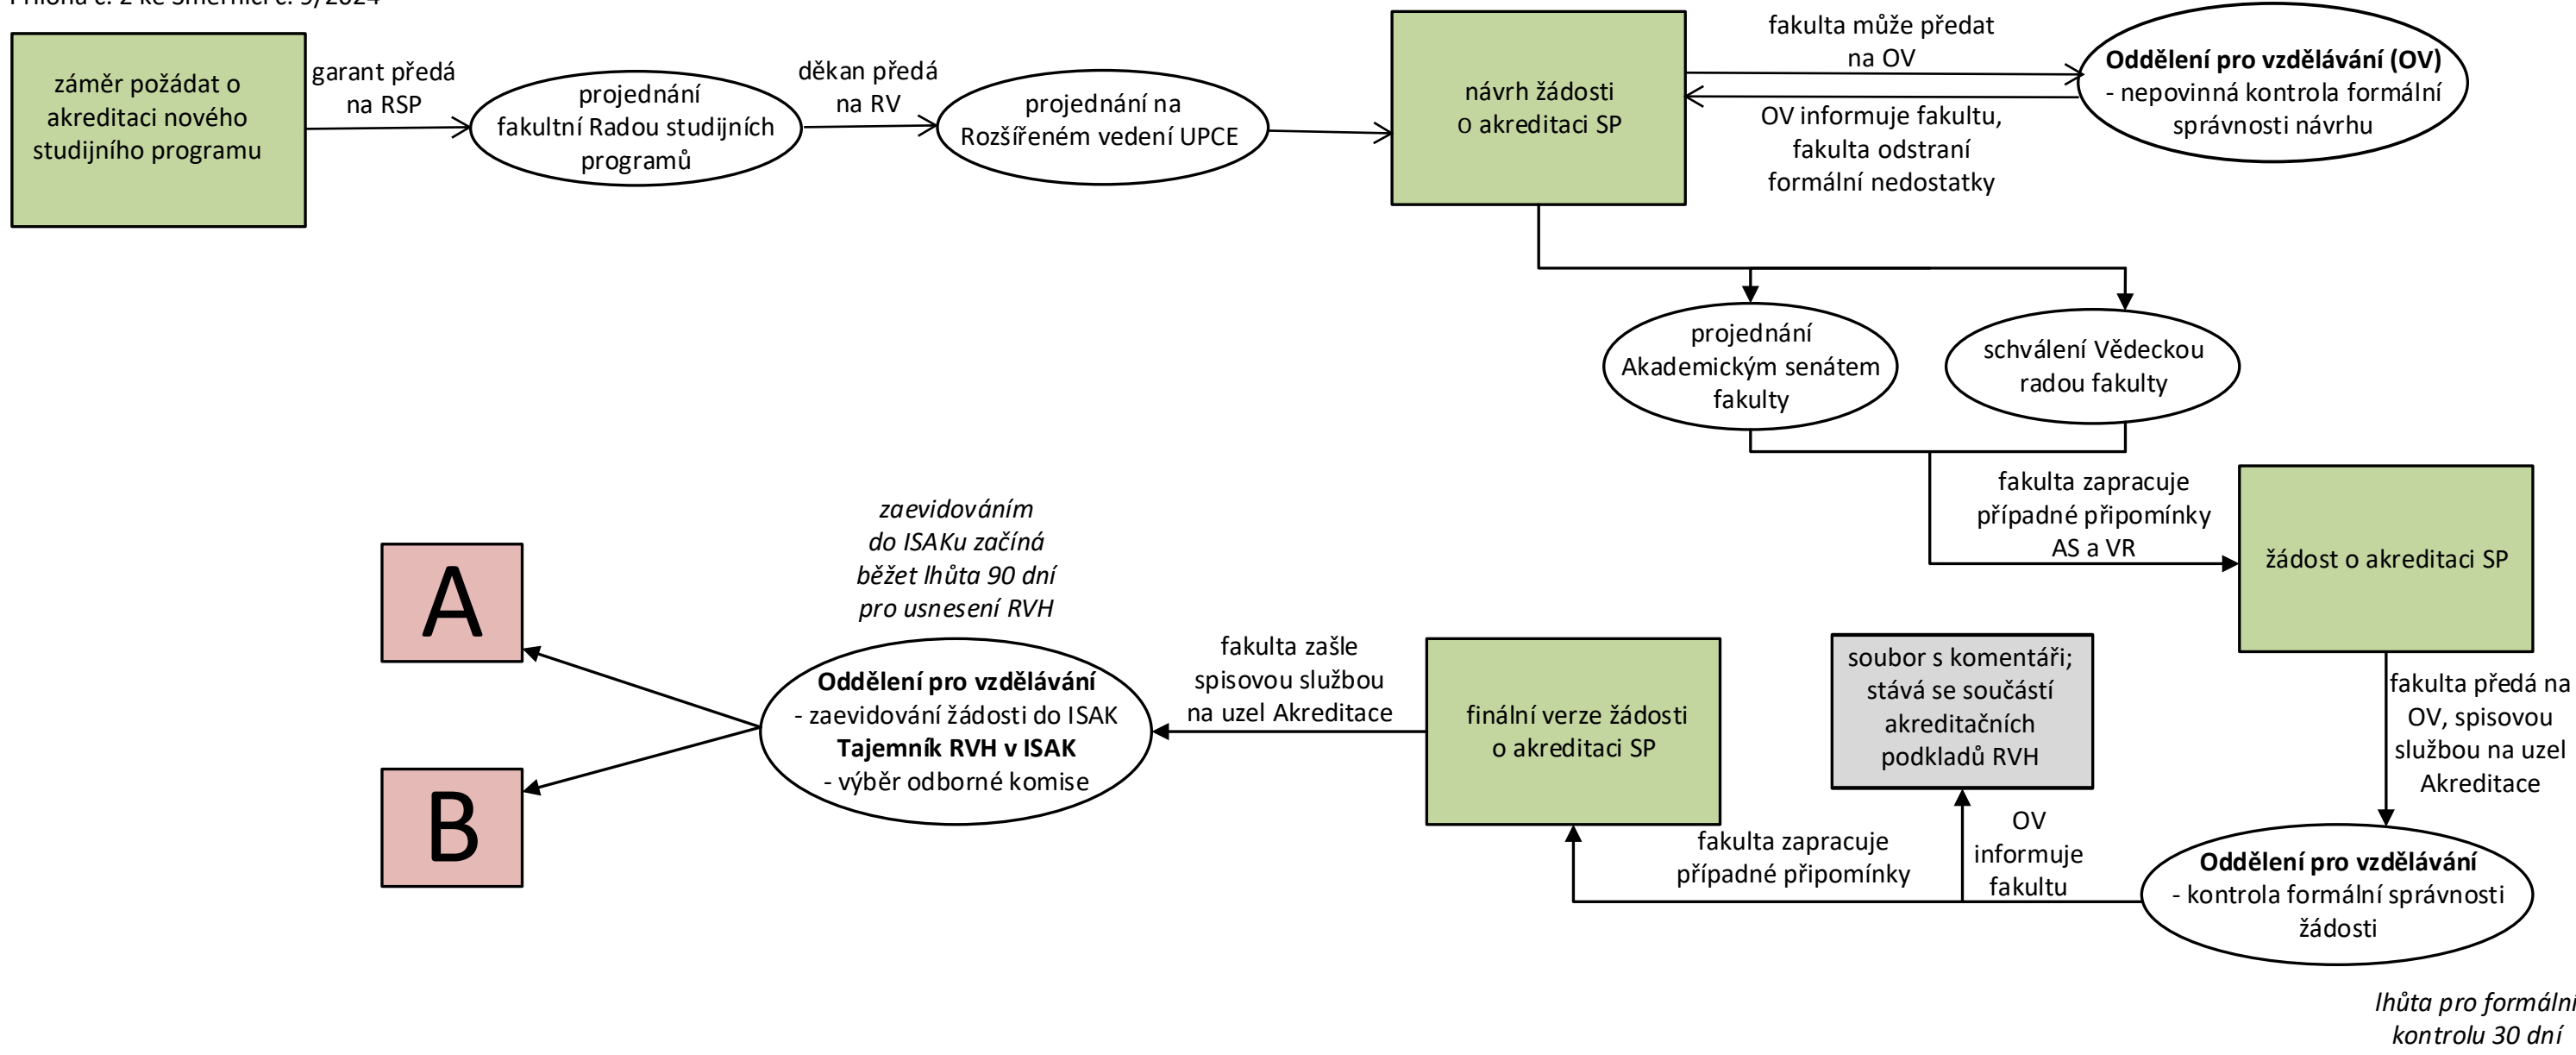 Příloha č. 2 ke Směrnici č. 9/2024
záměr požádat o
akreditaci nového
studijního programu
garant předá
na RSP
projednání
fakultní Radou studijních
programů
děkan předá
na RV
projednání na
Rozšířeném vedení UPCE
návrh žádosti
o akreditaci SP
fakulta může předat
na OV
OV informuje fakultu,
fakulta odstraní
formální nedostatky
Oddělení pro vzdělávání (OV)
- nepovinná kontrola formální
správnosti návrhu
projednání
Akademickým senátem
fakulty
schválení Vědeckou
radou fakulty
fakulta zapracuje
případné připomínky
AS a VR
žádost o akreditaci SP
fakulta předá na
OV, spisovou
službou na uzel
Akreditace
Oddělení pro vzdělávání
- kontrola formální správnosti
žádosti
lhůta pro formální
kontrolu 30 dní
OV
informuje
fakultu
soubor s komentáři;
stává se součástí
akreditačních
podkladů RVH
fakulta zapracuje
případné připomínky
finální verze žádosti
o akreditaci SP
fakulta zašle
spisovou službou
na uzel Akreditace
zaevidováním
do ISAKu začíná
běžet lhůta 90 dní
pro usnesení RVH
Oddělení pro vzdělávání
- zaevidování žádosti do ISAK
Tajemník RVH v ISAK
- výběr odborné komise
A
B